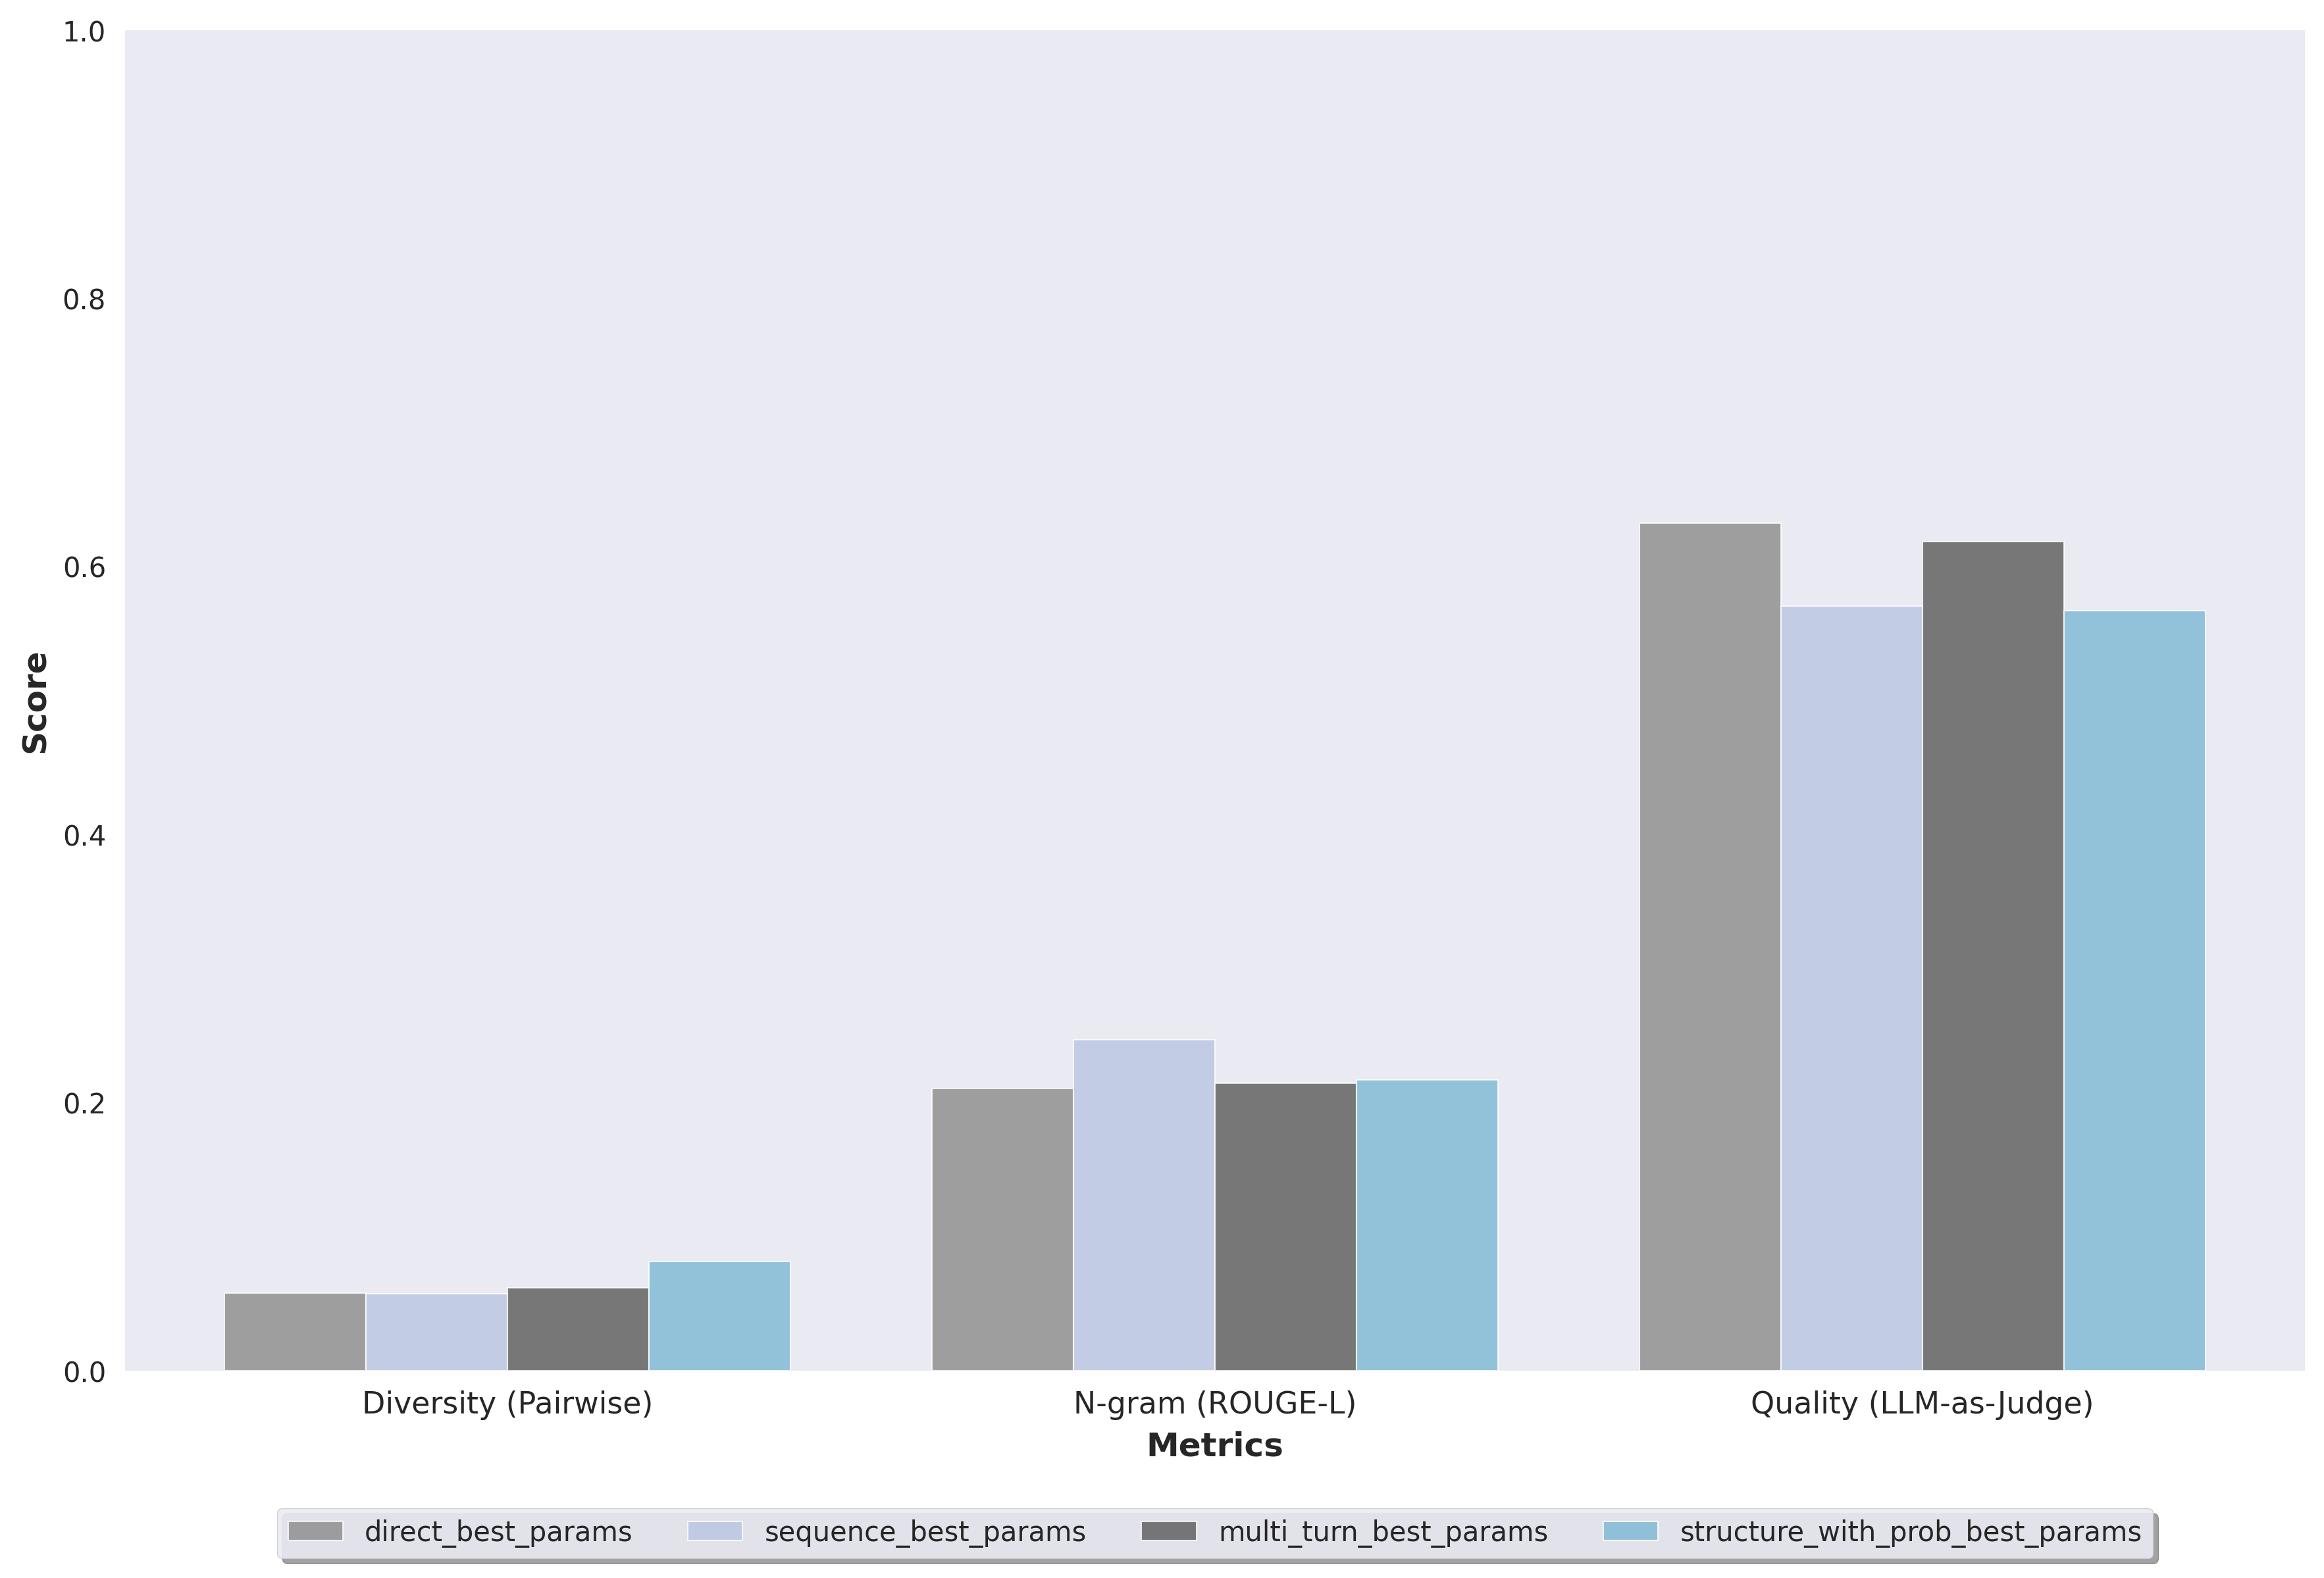 1.0
0.8
0.6
0.4
0.2
0.0
Score
Diversity (Pairwise) N-gram (ROUGE-L) Quality (LLM-as-Judge)
Metrics
direct_best_params sequence_best_params multi_turn_best_params structure_with_prob_best_params